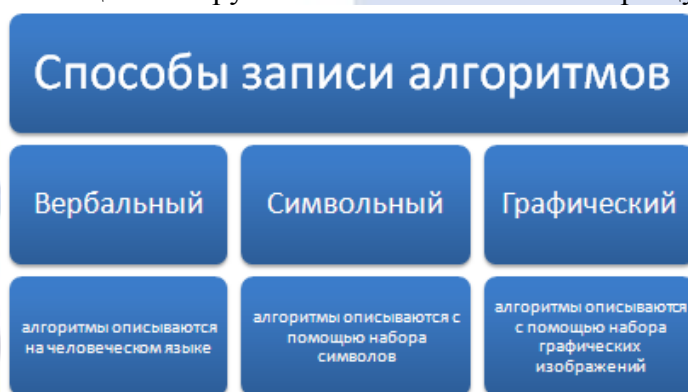 Способы записи алгоритмов
Вербальный
Символьный
Графический
алгоритмы описываются
на человеческом языке
алгоритмы описываются с
помощью набора
символов
алгоритмы описываются
с помощью набора
графических
изображений